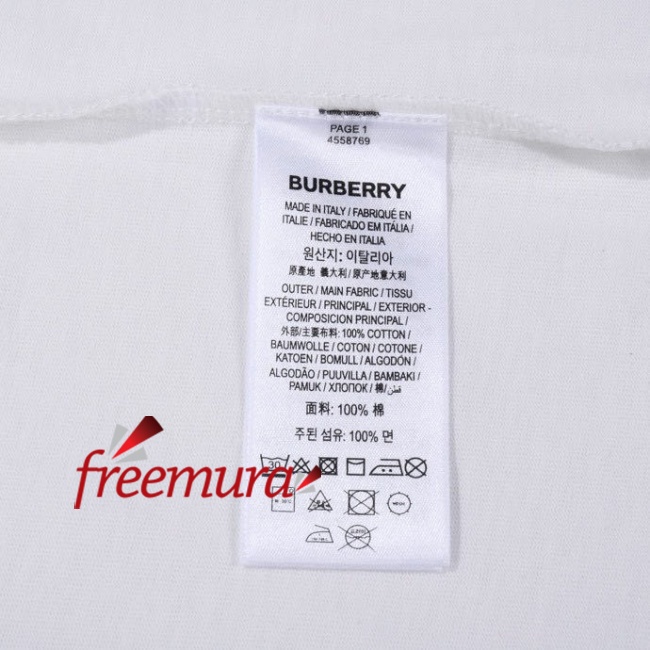 PAGE 1
4558769
BURBERRY
MADE IN ITALY / FABRIQUÉ EN
ITALIE / FABRICADO EM ITÁLIA /
HECHO EN ITALIA
원산지: 이탈리아
原產地 義大利 / 原产地意大利
OUTER / MAIN FABRIC / TISSU
EXTÉRIEUR / PRINCIPAL / EXTERIOR -
COMPOSICION PRINCIPAL /
外部/主要布料: 100% COTTON /
BAUMWOLLE / COTON / COTONE /
KATOEN / BOMULL / ALGODÓN /
ALGODÃO / PUUVILLA / BAMBAKI /
PAMUK / ХЛОПОК / 棉/قطن
面料: 100% 棉
주된 섬유: 100% 면
30
freemura